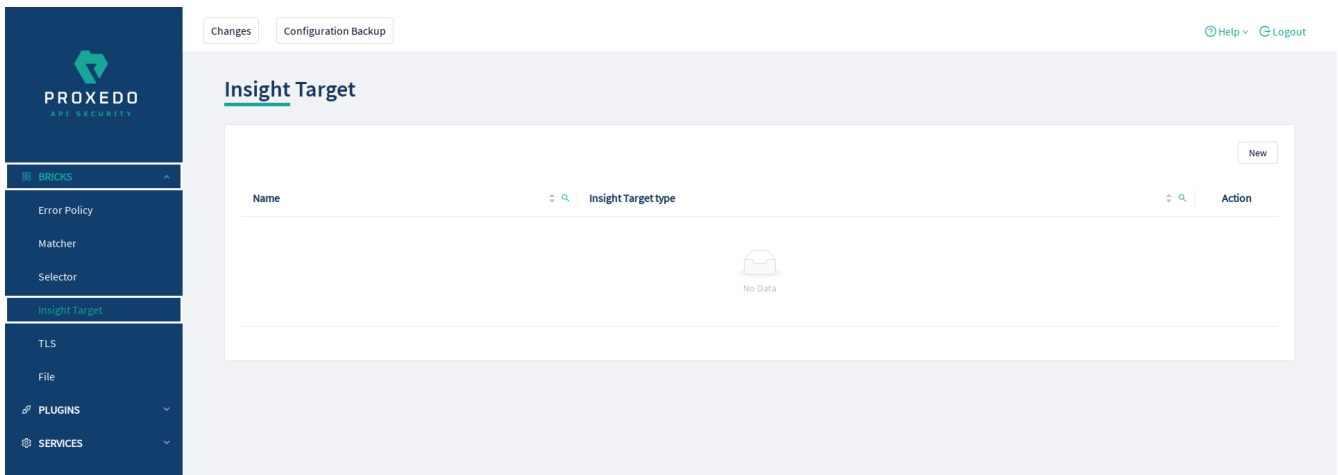 Changes Configuration Backup Help Logout
PROXEDO
API SECURITY
Insight Target
New
BRICKS
Name Insight Target type Action
Error Policy
Matcher
Selector
No Data
Insight Target
TLS
File
PLUGINS
SERVICES